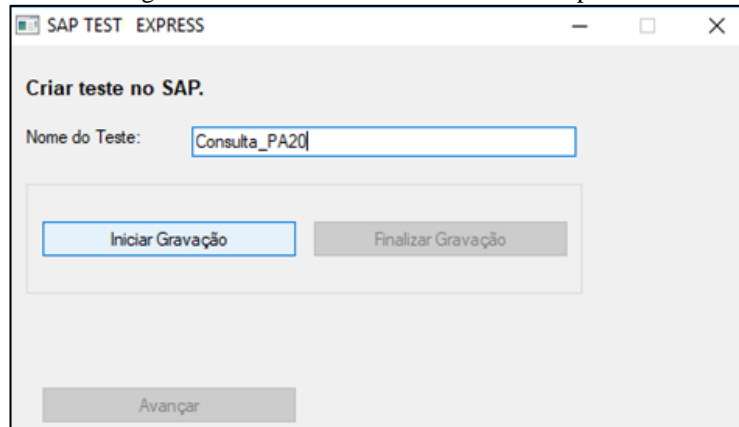 SAP TEST EXPRESS
Criar teste no SAP.
Nome do Teste: Consulta_PA20
Iniciar Gravação Finalizar Gravação
Avançar